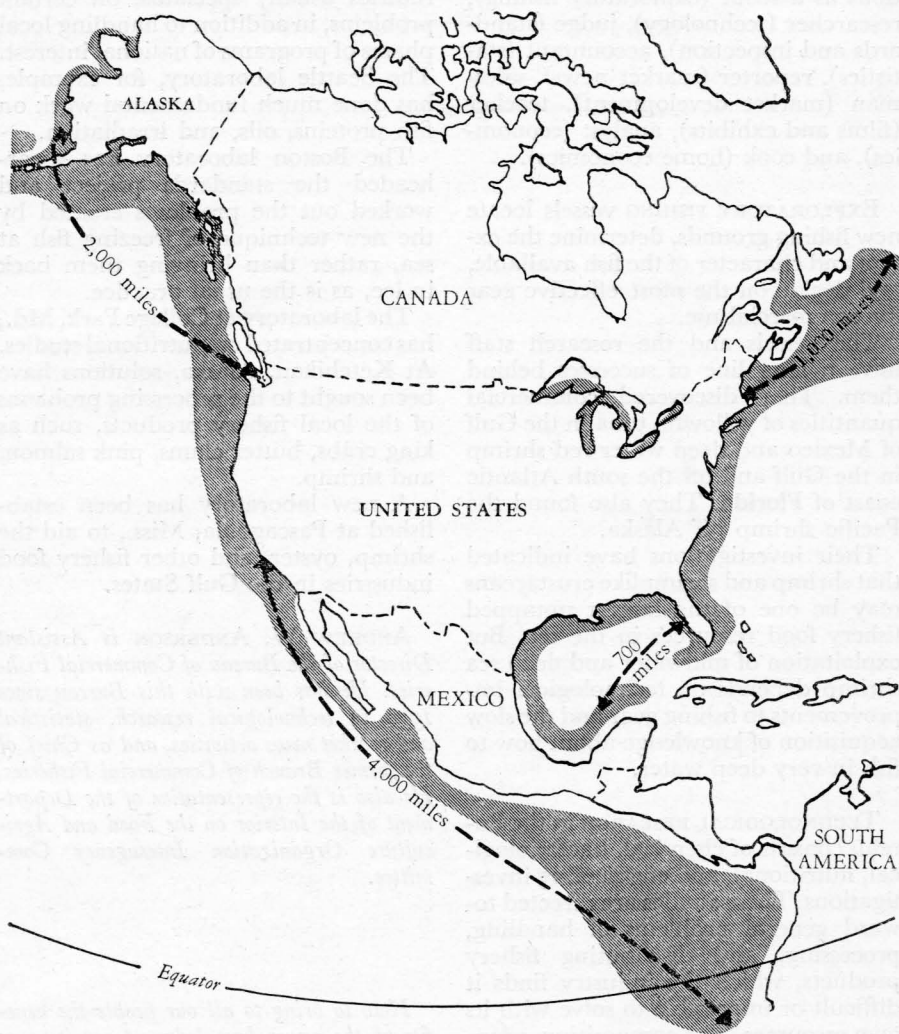 ALASKA
2,000
miles
CANADA
1,000 miles
UNITED STATES
700
miles
MEXICO
4,000 miles
SOUTH
AMERICA
Equator